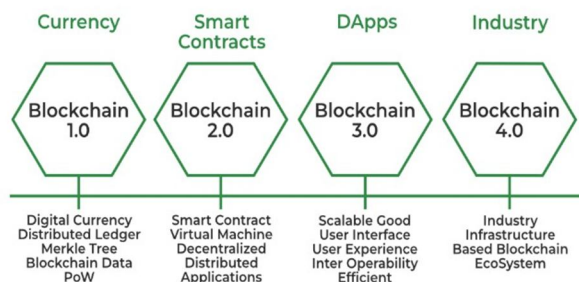 Currency
Smart
Contracts
DApps
Industry
Blockchain
1.0
Blockchain
2.0
Blockchain
3.0
Blockchain
4.0
Digital Currency
Distributed Ledger
Merkle Tree
Blockchain Data
PoW
Smart Contract
Virtual Machine
Decentralized
Distributed
Applications
Scalable Good
User Interface
User Experience
Inter Operability
Efficient
Industry
Infrastructure
Based Blockchain
EcoSystem